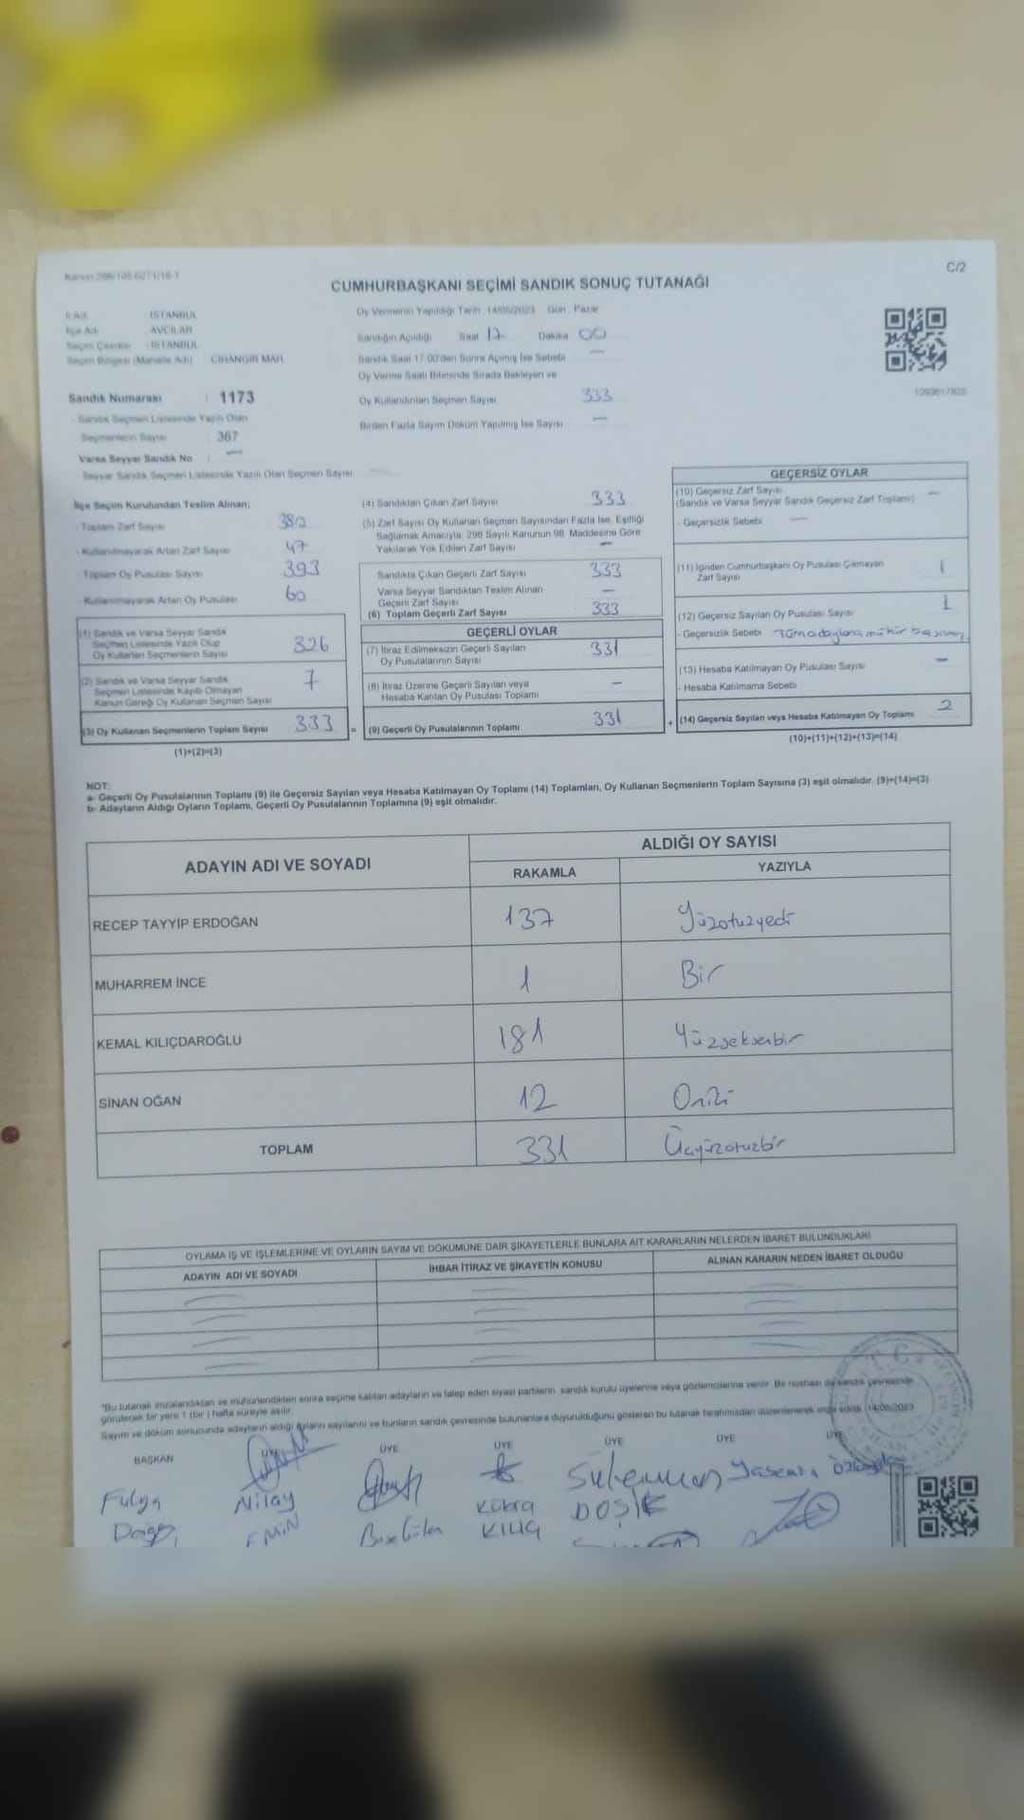 C/2
CUMHURBAŞKANI SEÇİMİ SANDIK SONUÇ TUTANAĞI
İSTANBUL
Oy Vermenin Yapıldığı Tarih 14/05/2023 Gün Pazar
İlçe Adı AVCILAR
Sandığın Açıldığı Saat 17 Dakika 00
Seçim Çevresi İSTANBUL
Seçim Bölgesi (Mahalle Adı) CİHANGİR MAH.
Sandık Saat 17.00'den Sonra Açılmış İse Sebebi —
Oy Verme Saati Bitiminde Sırada Bekleyen ve
Oy Kullandırılan Seçmen Sayısı 333
Birden Fazla Sayım Döküm Yapılmış İse Sayısı —
Sandık Numarası : 1173
Sandık Seçmen Listesinde Yazılı Olan
Seçmenlerin Sayısı 367
Varsa Seyyar Sandık No : —
Seyyar Sandık Seçmen Listesinde Yazılı Olan Seçmen Sayısı
İlçe Seçim Kurulundan Teslim Alınan;
- Toplam Zarf Sayısı
- Kullanılmayarak Artan Zarf Sayısı 47
Toplam Oy Pusulası Sayısı 393
- Kullanılmayarak Artan Oy Pusulası 60
(1) Sandık ve Varsa Seyyar Sandık
Seçmen Listesinde Yazılı Olup
Oy Kullanan Seçmenlerin Sayısı 326
(2) Sandık ve Varsa Seyyar Sandık
Seçmen Listesinde Kayıtlı Olmayan
Kanun Gereği Oy Kullanan Seçmen Sayısı 7
(3) Oy Kullanan Seçmenlerin Toplam Sayısı 333
(1)+(2)=(3)
(4) Sandıktan Çıkan Zarf Sayısı 333
(5) Zarf Sayısı Oy Kullanan Seçmen Sayısından Fazla İse, Eşitliği
Sağlamak Amacıyla, 298 Sayılı Kanunun 98. Maddesine Göre
Yakılarak Yok Edilen Zarf Sayısı —
Sandıkta Çıkan Geçerli Zarf Sayısı 333
Varsa Seyyar Sandıktan Teslim Alınan
Geçerli Zarf Sayısı —
(6) Toplam Geçerli Zarf Sayısı 333
GEÇERLİ OYLAR
(7) İtiraz Edilmeksizin Geçerli Sayılan
Oy Pusulalarının Sayısı 331
(8) İtiraz Üzerine Geçerli Sayılan veya
Hesaba Katılan Oy Pusulası Toplamı —
= (9) Geçerli Oy Pusulalarının Toplamı 331
GEÇERSİZ OYLAR
(10) Geçersiz Zarf Sayısı
(Sandık ve Varsa Seyyar Sandık Geçersiz Zarf Toplamı) —
- Geçersizlik Sebebi —
(11) İçinden Cumhurbaşkanı Oy Pusulası Çıkmayan
Zarf Sayısı 1
(12) Geçersiz Sayılan Oy Pusulası Sayısı 1
- Geçersizlik Sebebi Tüm adaylara mühür basılmış
(13) Hesaba Katılmayan Oy Pusulası Sayısı —
- Hesaba Katılmama Sebebi
+ (14) Geçersiz Sayılan veya Hesaba Katılmayan Oy Toplamı 2
(10)+(11)+(12)+(13)=(14)
NOT:
a- Geçerli Oy Pusulalarının Toplamı (9) ile Geçersiz Sayılan veya Hesaba Katılmayan Oy Toplamı (14) Toplamları, Oy Kullanan Seçmenlerin Toplam Sayısına (3) eşit olmalıdır. (9)+(14)=(3)
b- Adayların Aldığı Oyların Toplamı, Geçerli Oy Pusulalarının Toplamına (9) eşit olmalıdır.
ADAYIN ADI VE SOYADI ALDIĞI OY SAYISI
RAKAMLA YAZIYLA
RECEP TAYYİP ERDOĞAN 137 Yüzotuzyedi
MUHARREM İNCE 1 Bir
KEMAL KILIÇDAROĞLU 181 Yüzseksenbir
SİNAN OĞAN 12 Oniki
TOPLAM 331 Üçyüzotuzbir
OYLAMA İŞ VE İŞLEMLERİNE VE OYLARIN SAYIM VE DÖKÜMÜNE DAİR ŞİKAYETLERLE BUNLARA AİT KARARLARIN NELERDEN İBARET BULUNDUKLARI
ADAYIN ADI VE SOYADI İHBAR İTİRAZ VE ŞİKAYETİN KONUSU ALINAN KARARIN NEDEN İBARET OLDUĞU
"Bu tutanak imzalandıktan ve mühürlendikten sonra seçime katılan adayların ve talep eden siyasi partilerin sandık kurulu üyelerine veya gözlemcilerine verilir. Bir nüshası da sandık çevresinde
görülecek bir yere 1 (bir) hafta süreyle asılır.
Sayım ve döküm sonucunda adayların aldığı oyların sayılarını ve bunların sandık çevresinde bulunanlara duyurulduğunu gösteren bu tutanak tarafımızdan düzenlenerek imza edildi. 14/05/2023
BAŞKAN ÜYE ÜYE ÜYE ÜYE ÜYE
Fulya Nilay Kübra Süleyman Yasemin
EMİN KILIÇ